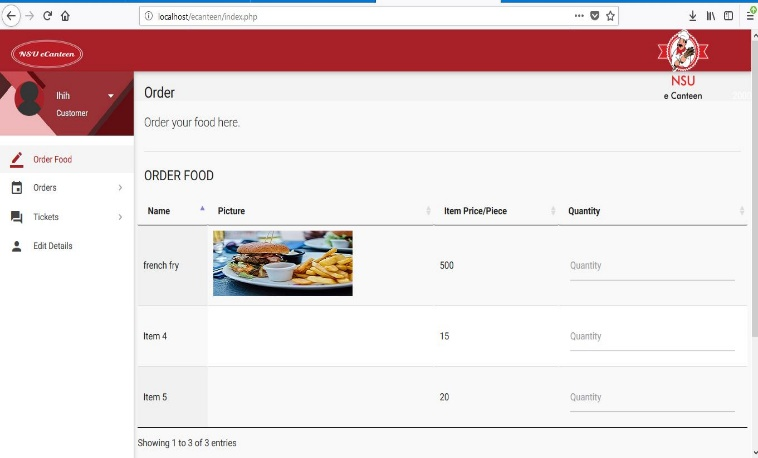 localhost/ecanteen/index.php
NSU eCanteen
NSU
e Canteen
Customer
Order Food
Orders
Tickets
Edit Details
Order
Order your food here.
ORDER FOOD
Name Picture Item Price/Piece Quantity
french fry 500 Quantity
Item 4 15 Quantity
Item 5 20 Quantity
Showing 1 to 3 of 3 entries